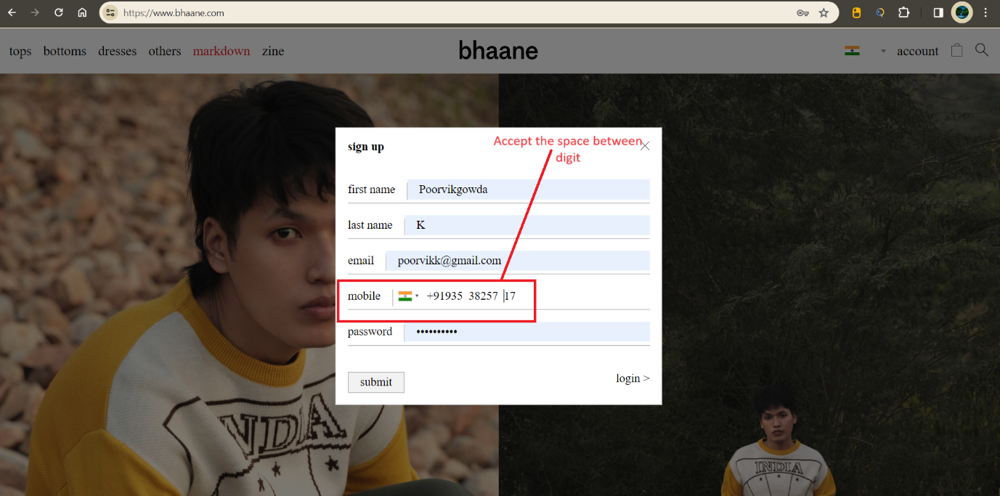 https://www.bhaane.com
tops bottoms dresses others markdown zine
bhaane
account
sign up
Accept the space between
digit
first name Poorvikgowda
last name K
email poorvikk@gmail.com
mobile +91935 38257 17
password ••••••••••
submit
login >
INDIA
INDIA